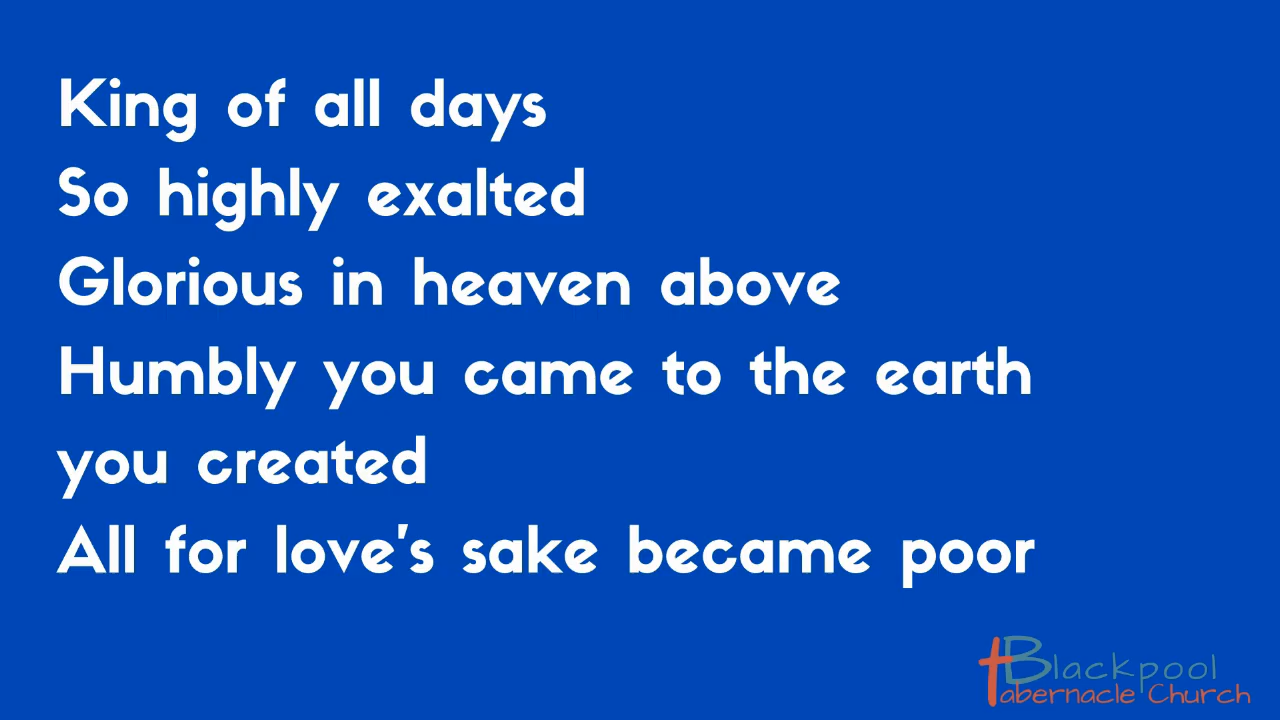 King of all days
So highly exalted
Glorious in heaven above
Humbly you came to the earth
you created
All for love's sake became poor
Blackpool
Tabernacle Church